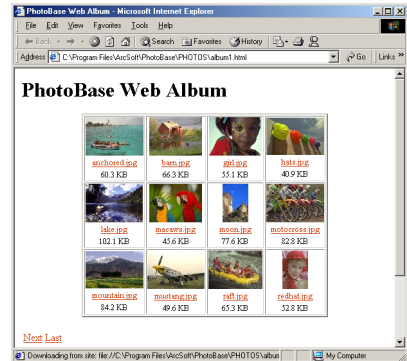 PhotoBase Web Album - Microsoft Internet Explorer
File Edit View Favorites Tools Help
Back Search Favorites History
Address C:\Program Files\ArcSoft\PhotoBase\PHOTOS\album1.html Go Links »
PhotoBase Web Album
anchored.jpg barn.jpg girl.jpg hats.jpg
60.3 KB 66.3 KB 55.1 KB 40.9 KB
lake.jpg macaws.jpg moon.jpg motocross.jpg
102.1 KB 45.6 KB 77.6 KB 82.8 KB
mountain.jpg mustang.jpg raft.jpg redhat.jpg
84.2 KB 49.6 KB 65.3 KB 52.8 KB
Next Last
Downloading from site: file://C:\Program Files\ArcSoft\PhotoBase\PHOTOS\album My Computer